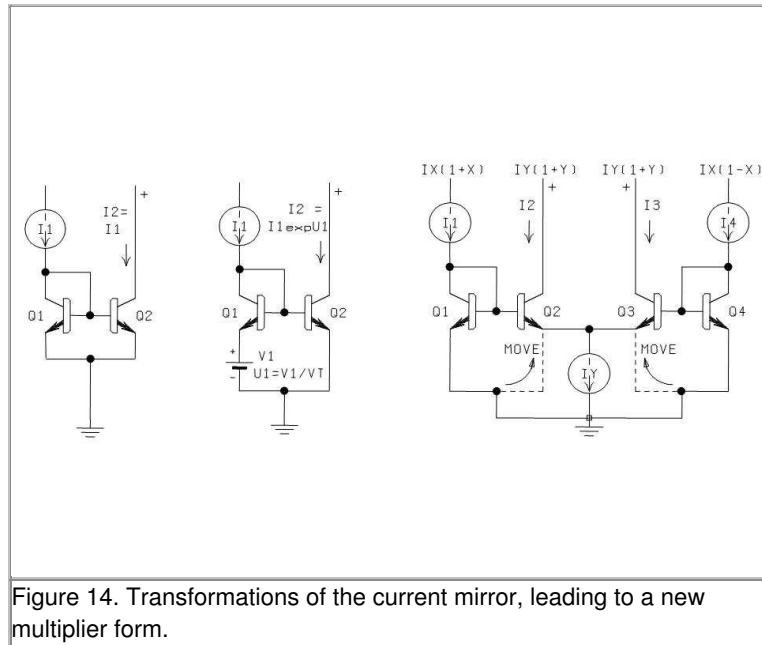 IX(1+X) IY(1+Y) IY(1+Y) IX(1-X)
+ + + +
I2= I1
I1
I2 = I1expU1
I1
I2 I3
I1 I4
Q1 Q2
Q1 Q2
Q1 Q2 Q3 Q4
+ V1
- U1=V1/VT
MOVE MOVE
IY
Figure 14. Transformations of the current mirror, leading to a new
multiplier form.